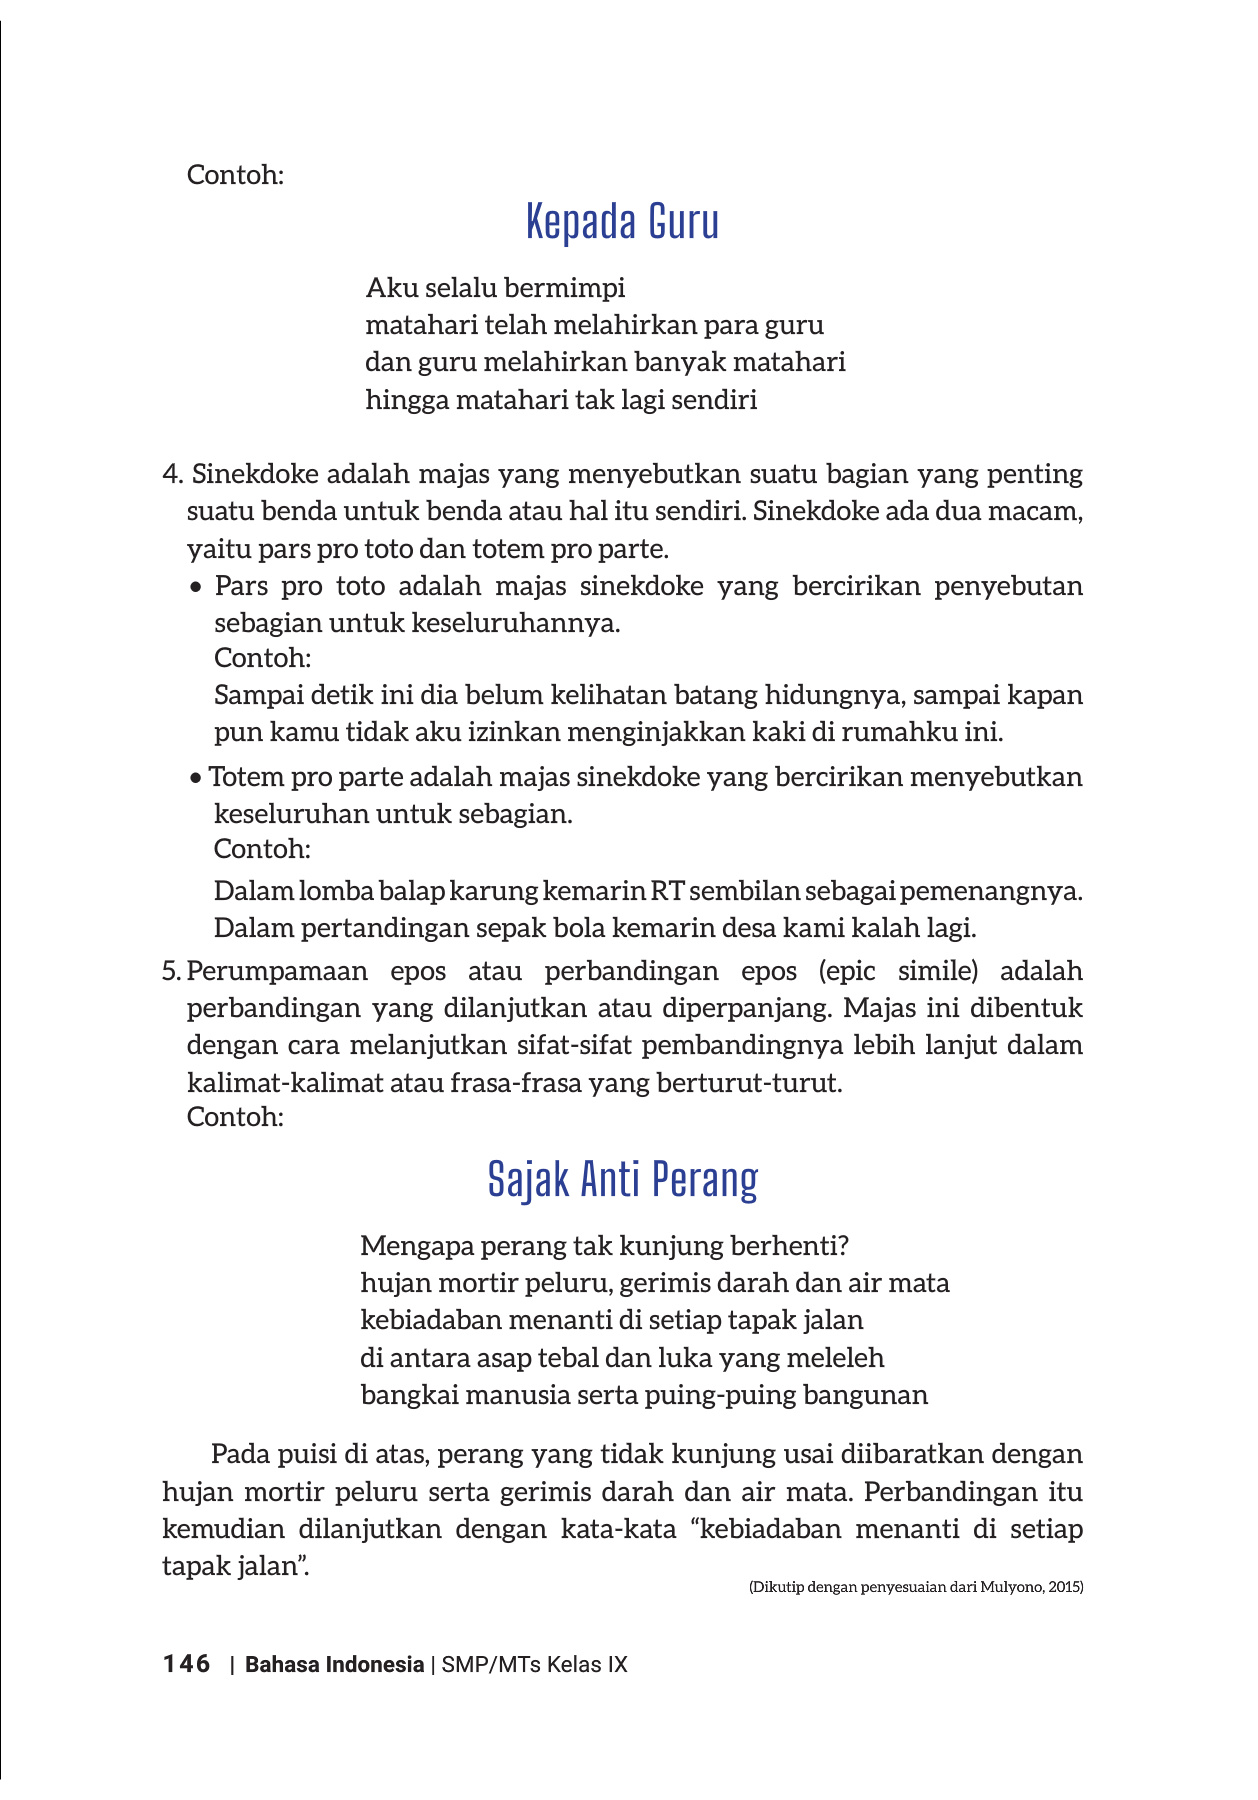 Contoh:
Kepada Guru
Aku selalu bermimpi
matahari telah melahirkan para guru
dan guru melahirkan banyak matahari
hingga matahari tak lagi sendiri
4. Sinekdoke adalah majas yang menyebutkan suatu bagian yang penting
suatu benda untuk benda atau hal itu sendiri. Sinekdoke ada dua macam,
yaitu pars pro toto dan totem pro parte.
• Pars pro toto adalah majas sinekdoke yang bercirikan penyebutan
sebagian untuk keseluruhannya.
Contoh:
Sampai detik ini dia belum kelihatan batang hidungnya, sampai kapan
pun kamu tidak aku izinkan menginjakkan kaki di rumahku ini.
• Totem pro parte adalah majas sinekdoke yang bercirikan menyebutkan
keseluruhan untuk sebagian.
Contoh:
Dalam lomba balap karung kemarin RT sembilan sebagai pemenangnya.
Dalam pertandingan sepak bola kemarin desa kami kalah lagi.
5. Perumpamaan epos atau perbandingan epos (epic simile) adalah
perbandingan yang dilanjutkan atau diperpanjang. Majas ini dibentuk
dengan cara melanjutkan sifat-sifat pembandingnya lebih lanjut dalam
kalimat-kalimat atau frasa-frasa yang berturut-turut.
Contoh:
Sajak Anti Perang
Mengapa perang tak kunjung berhenti?
hujan mortir peluru, gerimis darah dan air mata
kebiadaban menanti di setiap tapak jalan
di antara asap tebal dan luka yang meleleh
bangkai manusia serta puing-puing bangunan
Pada puisi di atas, perang yang tidak kunjung usai diibaratkan dengan
hujan mortir peluru serta gerimis darah dan air mata. Perbandingan itu
kemudian dilanjutkan dengan kata-kata “kebiadaban menanti di setiap
tapak jalan”.
(Dikutip dengan penyesuaian dari Mulyono, 2015)
146 | Bahasa Indonesia | SMP/MTs Kelas IX